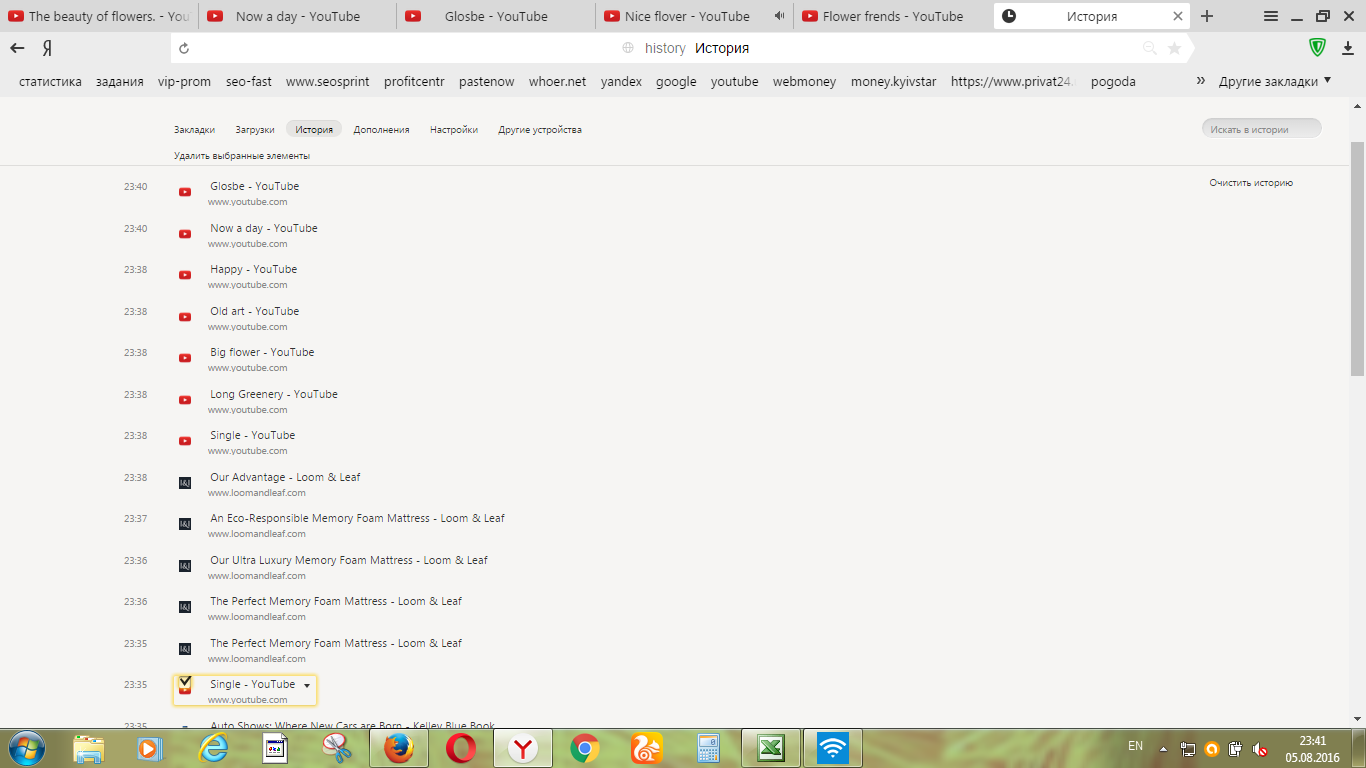 The beauty of flowers. - You
Now a day - YouTube
Glosbe - YouTube
Nice flover - YouTube
Flower frends - YouTube
История
Я
history История
статистика задания vip-prom seo-fast www.seosprint profitcentr pastenow whoer.net yandex google youtube webmoney money.kyivstar https://www.privat24. pogoda » Другие закладки
Закладки Загрузки История Дополнения Настройки Другие устройства
Искать в истории
Удалить выбранные элементы
Очистить историю
23:40 Glosbe - YouTube
www.youtube.com
23:40 Now a day - YouTube
www.youtube.com
23:38 Happy - YouTube
www.youtube.com
23:38 Old art - YouTube
www.youtube.com
23:38 Big flower - YouTube
www.youtube.com
23:38 Long Greenery - YouTube
www.youtube.com
23:38 Single - YouTube
www.youtube.com
23:38 Our Advantage - Loom & Leaf
www.loomandleaf.com
23:37 An Eco-Responsible Memory Foam Mattress - Loom & Leaf
www.loomandleaf.com
23:36 Our Ultra Luxury Memory Foam Mattress - Loom & Leaf
www.loomandleaf.com
23:36 The Perfect Memory Foam Mattress - Loom & Leaf
www.loomandleaf.com
23:35 The Perfect Memory Foam Mattress - Loom & Leaf
www.loomandleaf.com
23:35 Single - YouTube
www.youtube.com
23:35 Auto Shows: Where New Cars are Born - Kelley Blue Book
EN
23:41
05.08.2016